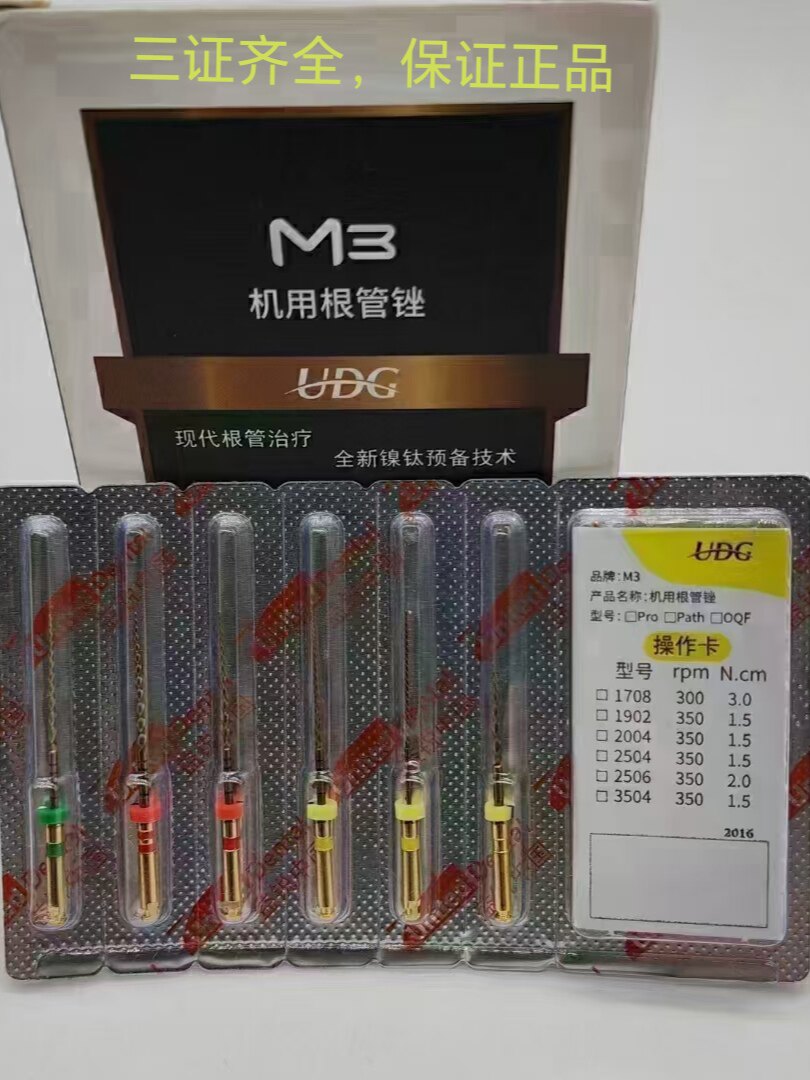 三证齐全，保证正品
M3
机用根管锉
UDG
现代根管治疗
全新镍钛预备技术
UDG
品牌:M3
产品名称:机用根管锉
型号:☐Pro ☐Path ☐OQF
操作卡
型号 rpm N.cm
☐ 1708 300 3.0
☐ 1902 350 1.5
☐ 2004 350 1.5
☐ 2504 350 1.5
☐ 2506 350 2.0
☐ 3504 350 1.5
2016